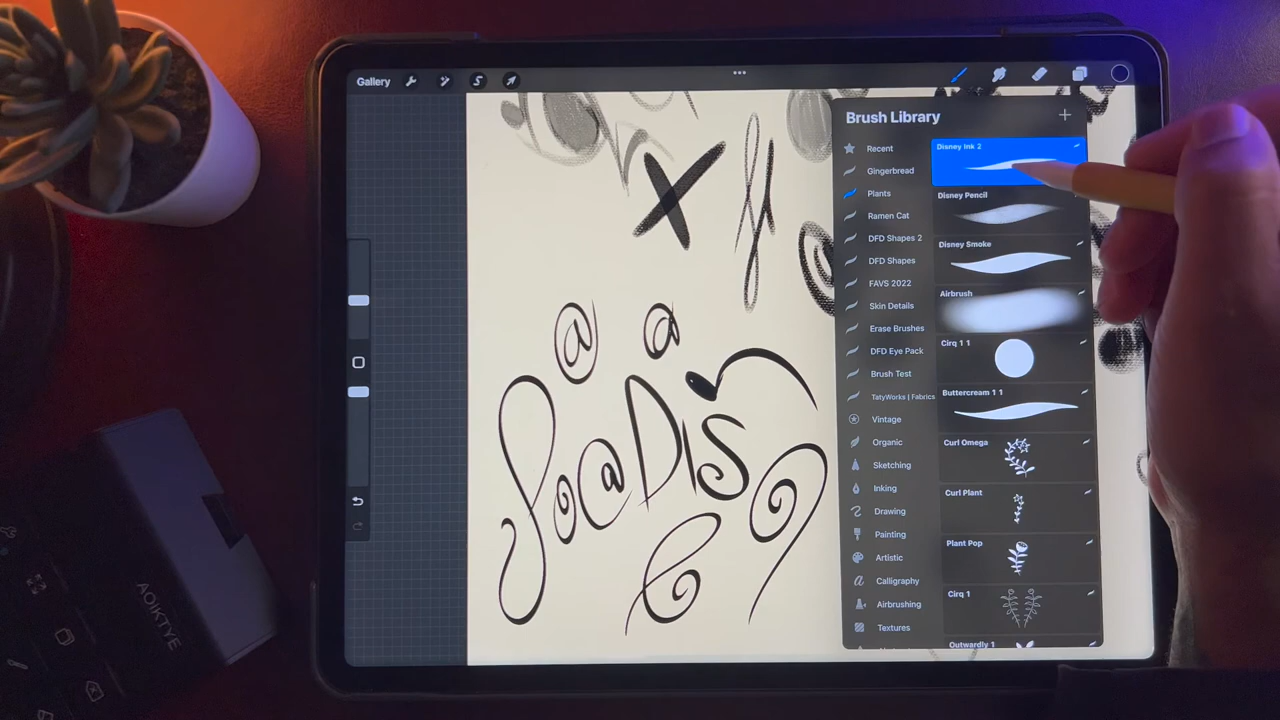 Gallery
Brush Library
Recent
Gingerbread
Plants
Ramen Cat
DFD Shapes 2
DFD Shapes
FAVS 2022
Skin Details
Erase Brushes
DFD Eye Pack
Brush Test
TatyWorks | Fabrics
Vintage
Organic
Sketching
Inking
Drawing
Painting
Artistic
Calligraphy
Airbrushing
Textures
Disney Ink 2
Disney Pencil
Disney Smoke
Airbrush
Cirq 1 1
Buttercream 1 1
Curl Omega
Curl Plant
Plant Pop
Cirq 1
Outwardly 1
@ a
AOIKTYE